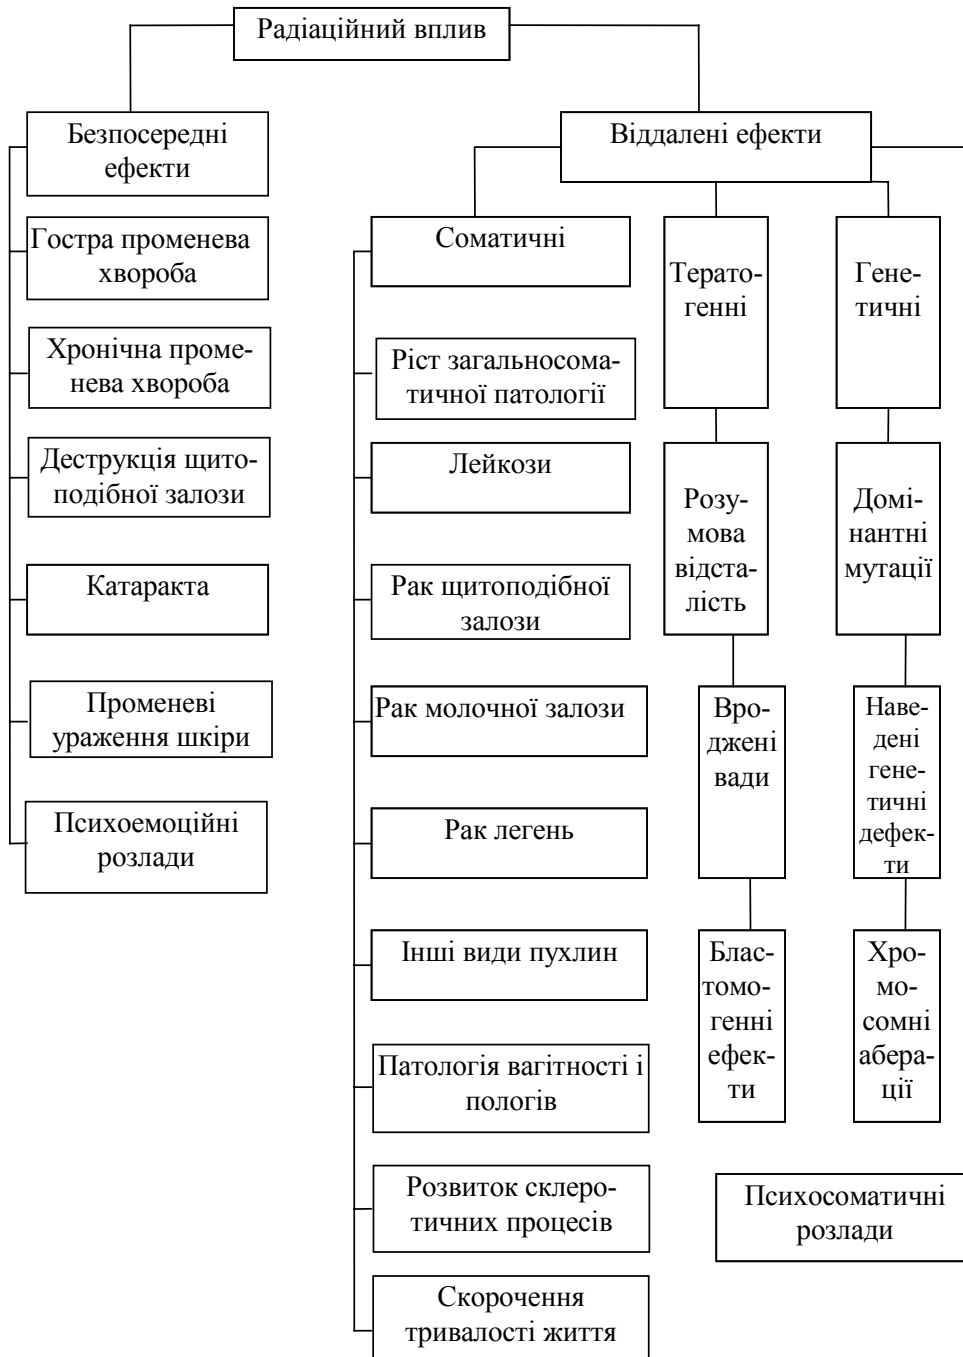 Радіаційний вплив
Безпосередні
ефекти
Гостра променева
хвороба
Хронічна проме-
нева хвороба
Деструкція щито-
подібної залози
Катаракта
Променеві
ураження шкіри
Психоемоційні
розлади
Віддалені ефекти
Соматичні
Ріст загальносома-
тичної патології
Лейкози
Рак щитоподібної
залози
Рак молочної залози
Рак легень
Інші види пухлин
Патологія вагітності і
пологів
Розвиток склеро-
тичних процесів
Скорочення
тривалості життя
Терато-
генні
Розу-
мова
відста-
лість
Вро-
джені
вади
Блас-
томо-
генні
ефек-
ти
Гене-
тичні
Домі-
нантні
мутації
Наве-
дені
гене-
тичні
дефек-
ти
Хро-
мо-
сомні
абера-
ції
Психосоматичні
розлади